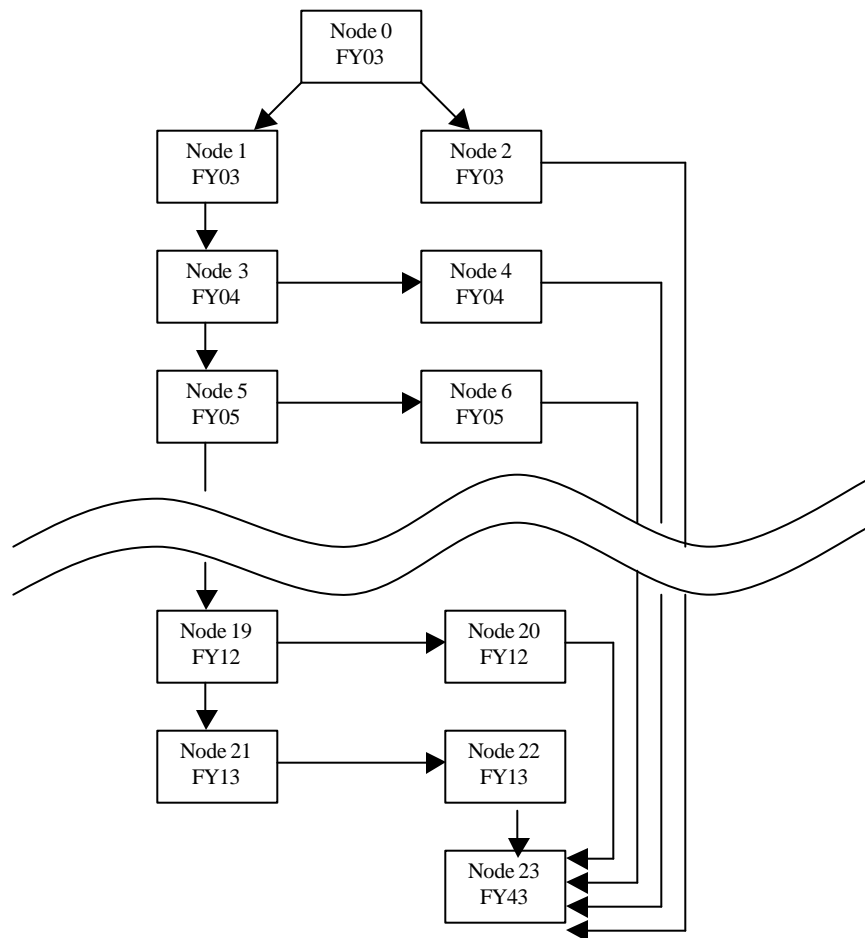 Node 0
FY03
Node 1
FY03
Node 2
FY03
Node 3
FY04
Node 4
FY04
Node 5
FY05
Node 6
FY05
Node 19
FY12
Node 20
FY12
Node 21
FY13
Node 22
FY13
Node 23
FY43